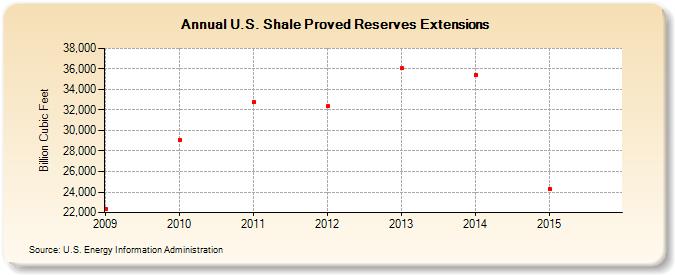 Annual U.S. Shale Proved Reserves Extensions
Billion Cubic Feet
38,000
36,000
34,000
32,000
30,000
28,000
26,000
24,000
22,000
2009 2010 2011 2012 2013 2014 2015
Source: U.S. Energy Information Administration